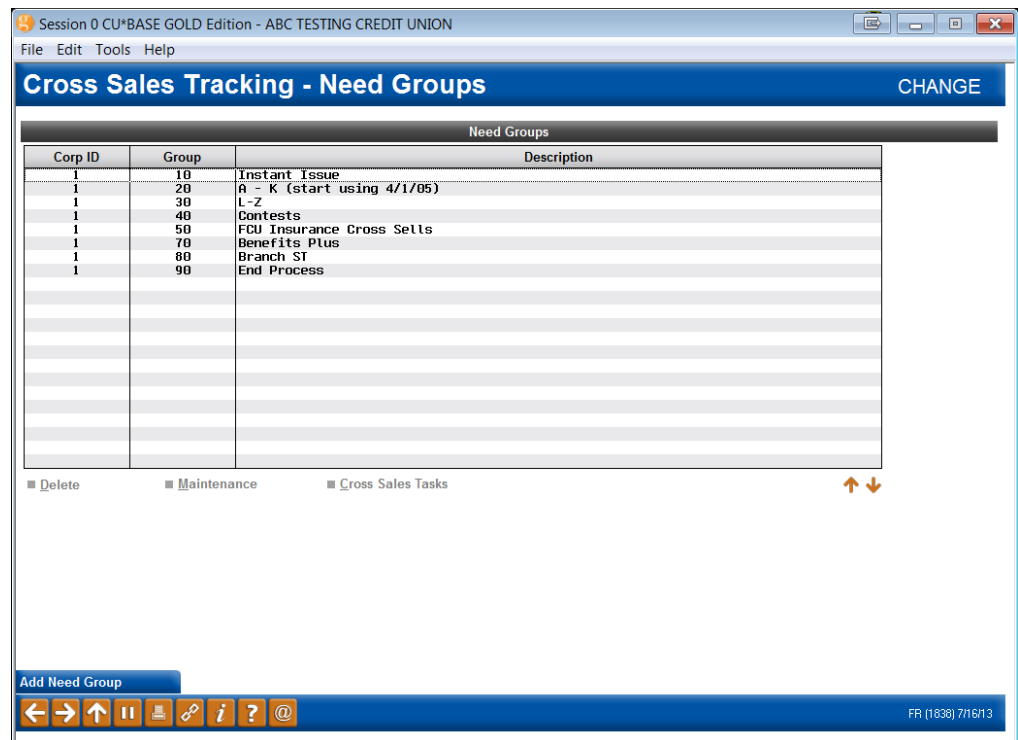 Session 0 CU*BASE GOLD Edition - ABC TESTING CREDIT UNION
File Edit Tools Help
Cross Sales Tracking - Need Groups CHANGE
Need Groups
Corp ID Group Description
1 10 Instant Issue
1 20 A - K (start using 4/1/05)
1 30 L-Z
1 40 Contests
1 50 FCU Insurance Cross Sells
1 70 Benefits Plus
1 80 Branch ST
1 90 End Process
Delete Maintenance Cross Sales Tasks
Add Need Group
i ? @ FR (1838) 7/16/13